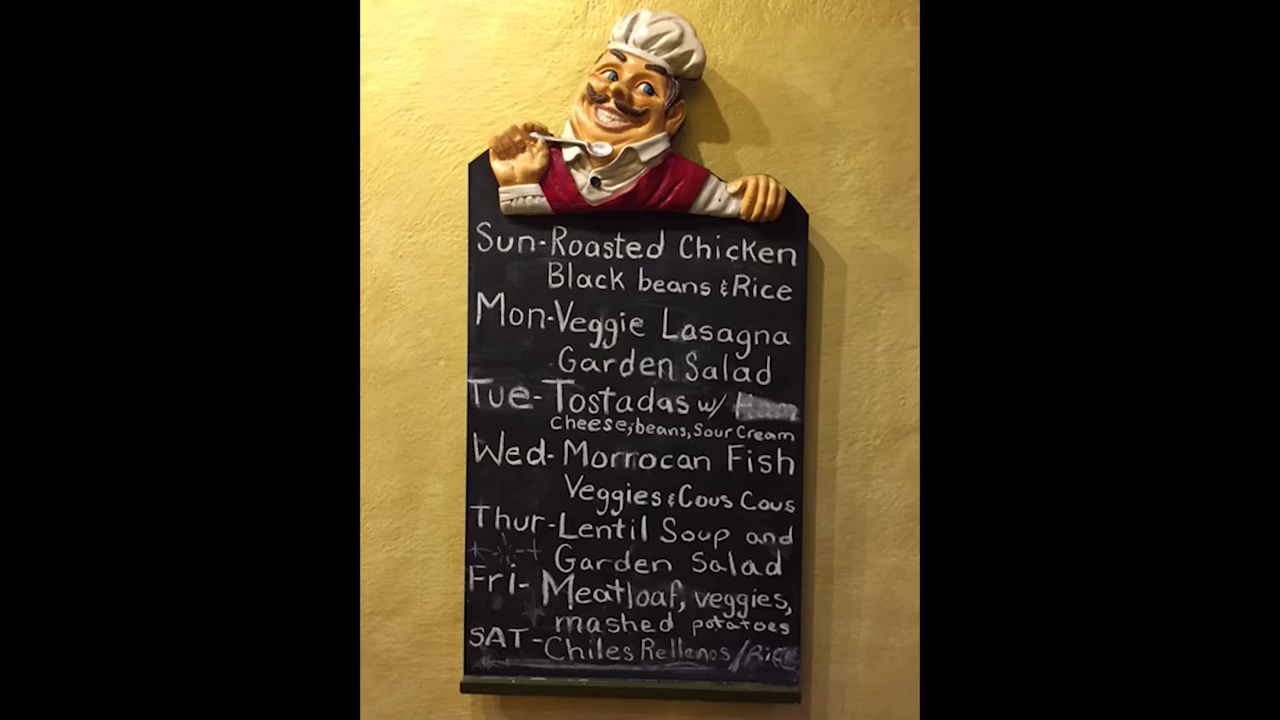 Sun-Roasted Chicken
Black beans & Rice
Mon-Veggie Lasagna
Garden Salad
Tue-Tostadas w/ Ham
cheese, beans, Sour Cream
Wed-Morrocan Fish
Veggies & Cous Cous
Thur-Lentil Soup and
Garden Salad
Fri-Meatloaf, veggies,
mashed potatoes
SAT-Chiles Rellenos/RiCE